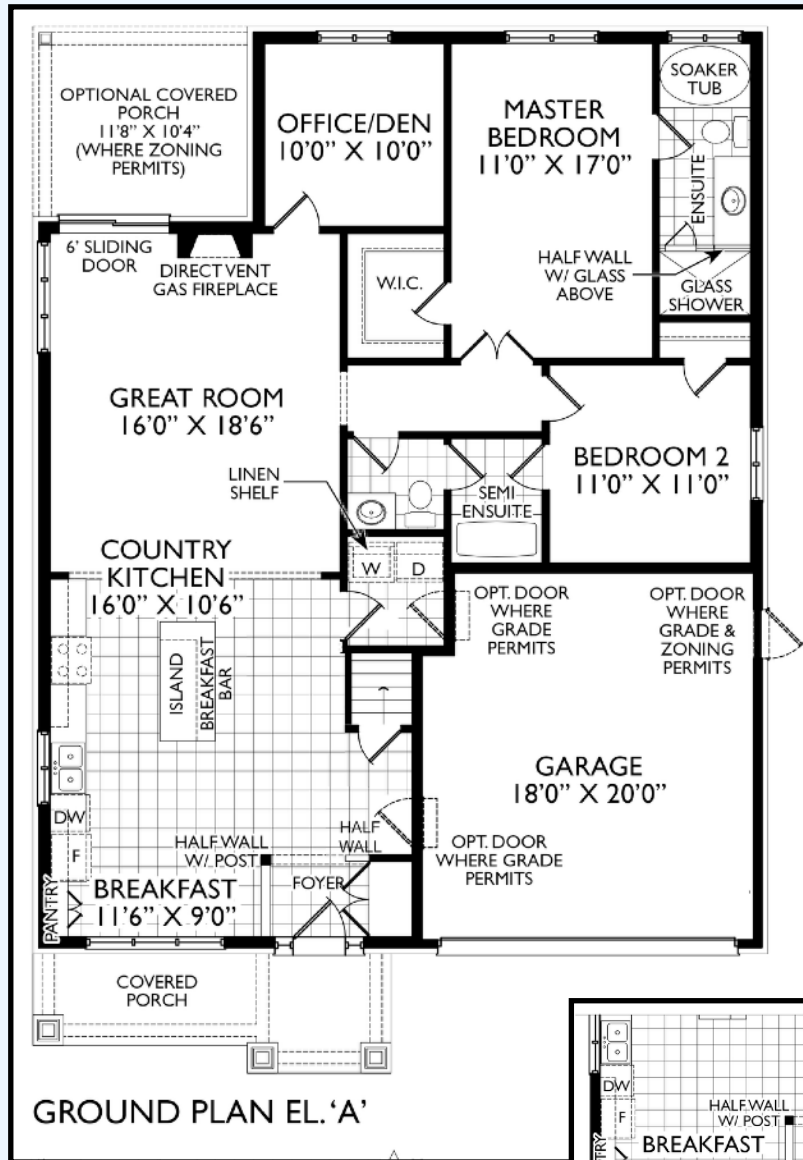 OPTIONAL COVERED
PORCH
11'8" X 10'4"
(WHERE ZONING
PERMITS)
OFFICE/DEN
10'0" X 10'0"
MASTER
BEDROOM
11'0" X 17'0"
SOAKER
TUB
ENSUITE
6' SLIDING
DOOR
DIRECT VENT
GAS FIREPLACE
W.I.C.
HALF WALL
W/ GLASS
ABOVE
GLASS
SHOWER
GREAT ROOM
16'0" X 18'6"
LINEN
SHELF
SEMI
ENSUITE
BEDROOM 2
11'0" X 11'0"
COUNTRY
KITCHEN
16'0" X 10'6"
W
D
OPT. DOOR
WHERE
GRADE
PERMITS
OPT. DOOR
WHERE
GRADE &
ZONING
PERMITS
ISLAND
BREAKFAST
BAR
GARAGE
18'0" X 20'0"
DW
F
HALF WALL
W/ POST
HALF
WALL
OPT. DOOR
WHERE GRADE
PERMITS
PANTRY
BREAKFAST
11'6" X 9'0"
FOYER
COVERED
PORCH
GROUND PLAN EL. 'A'
DW
F
HALF WALL
W/ POST
TRY
BREAKFAST